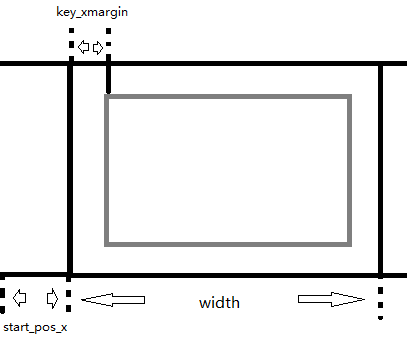 key_xmargin
width
start_pos_x